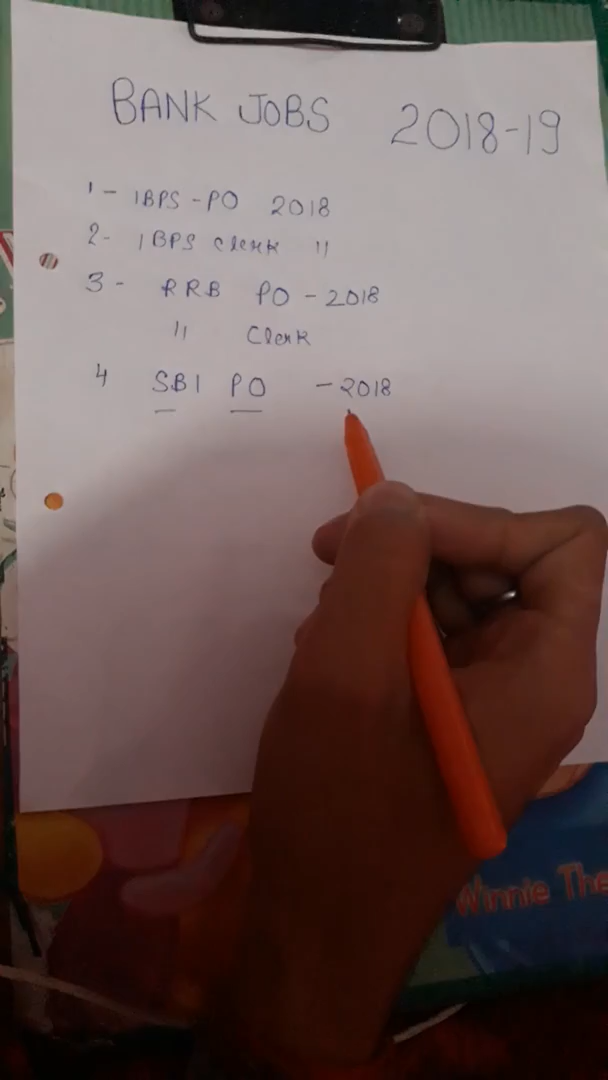 BANK JOBS 2018-19
1- IBPS-PO 2018
2- IBPS Clerk 11
3- RRB PO - 2018
11 Clerk
4 SBI PO - 2018
Winnie The